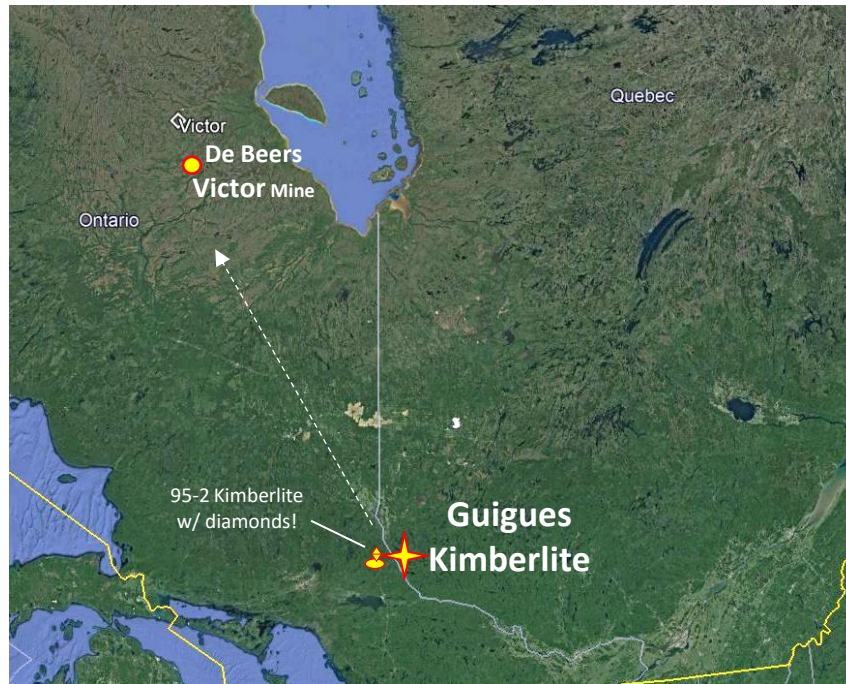 Quebec
Victor
De Beers
Victor Mine
Ontario
95-2 Kimberlite
w/ diamonds!
Guigues
Kimberlite